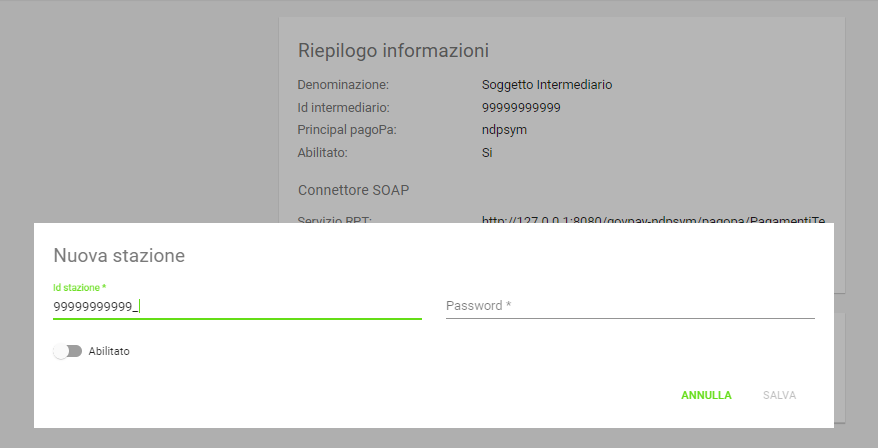 Riepilogo informazioni
Denominazione: Soggetto Intermediario
Id intermediario: 99999999999
Principal pagoPa: ndpsym
Abilitato: Si
Connettore SOAP
Servizio RPT: http://127.0.0.1:8080/govpay-ndpsym/pagopa/PagamentiTe
Nuova stazione
Id stazione *
99999999999_
Password *
Abilitato
ANNULLA SALVA